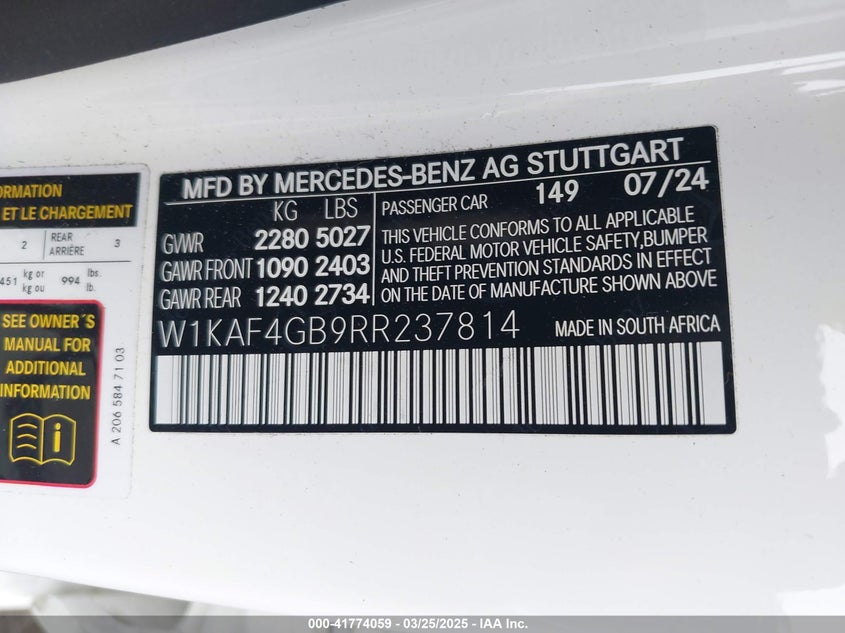 ORMATION
ET LE CHARGEMENT
2 REAR ARRIÈRE 3
451 kg or kg ou 994 lbs. lb.
SEE OWNER´S
MANUAL FOR
ADDITIONAL
INFORMATION
A 206 584 71 03
MFD BY MERCEDES-BENZ AG STUTTGART
KG LBS
GVWR 2280 5027
GAWR FRONT 1090 2403
GAWR REAR 1240 2734
PASSENGER CAR 149 07/24
THIS VEHICLE CONFORMS TO ALL APPLICABLE
U.S. FEDERAL MOTOR VEHICLE SAFETY,BUMPER
AND THEFT PREVENTION STANDARDS IN EFFECT
ON THE DATE OF MANUFACTURE SHOWN ABOVE
W1KAF4GB9RR237814 MADE IN SOUTH AFRICA
000-41774059 - 03/25/2025 - IAA Inc.